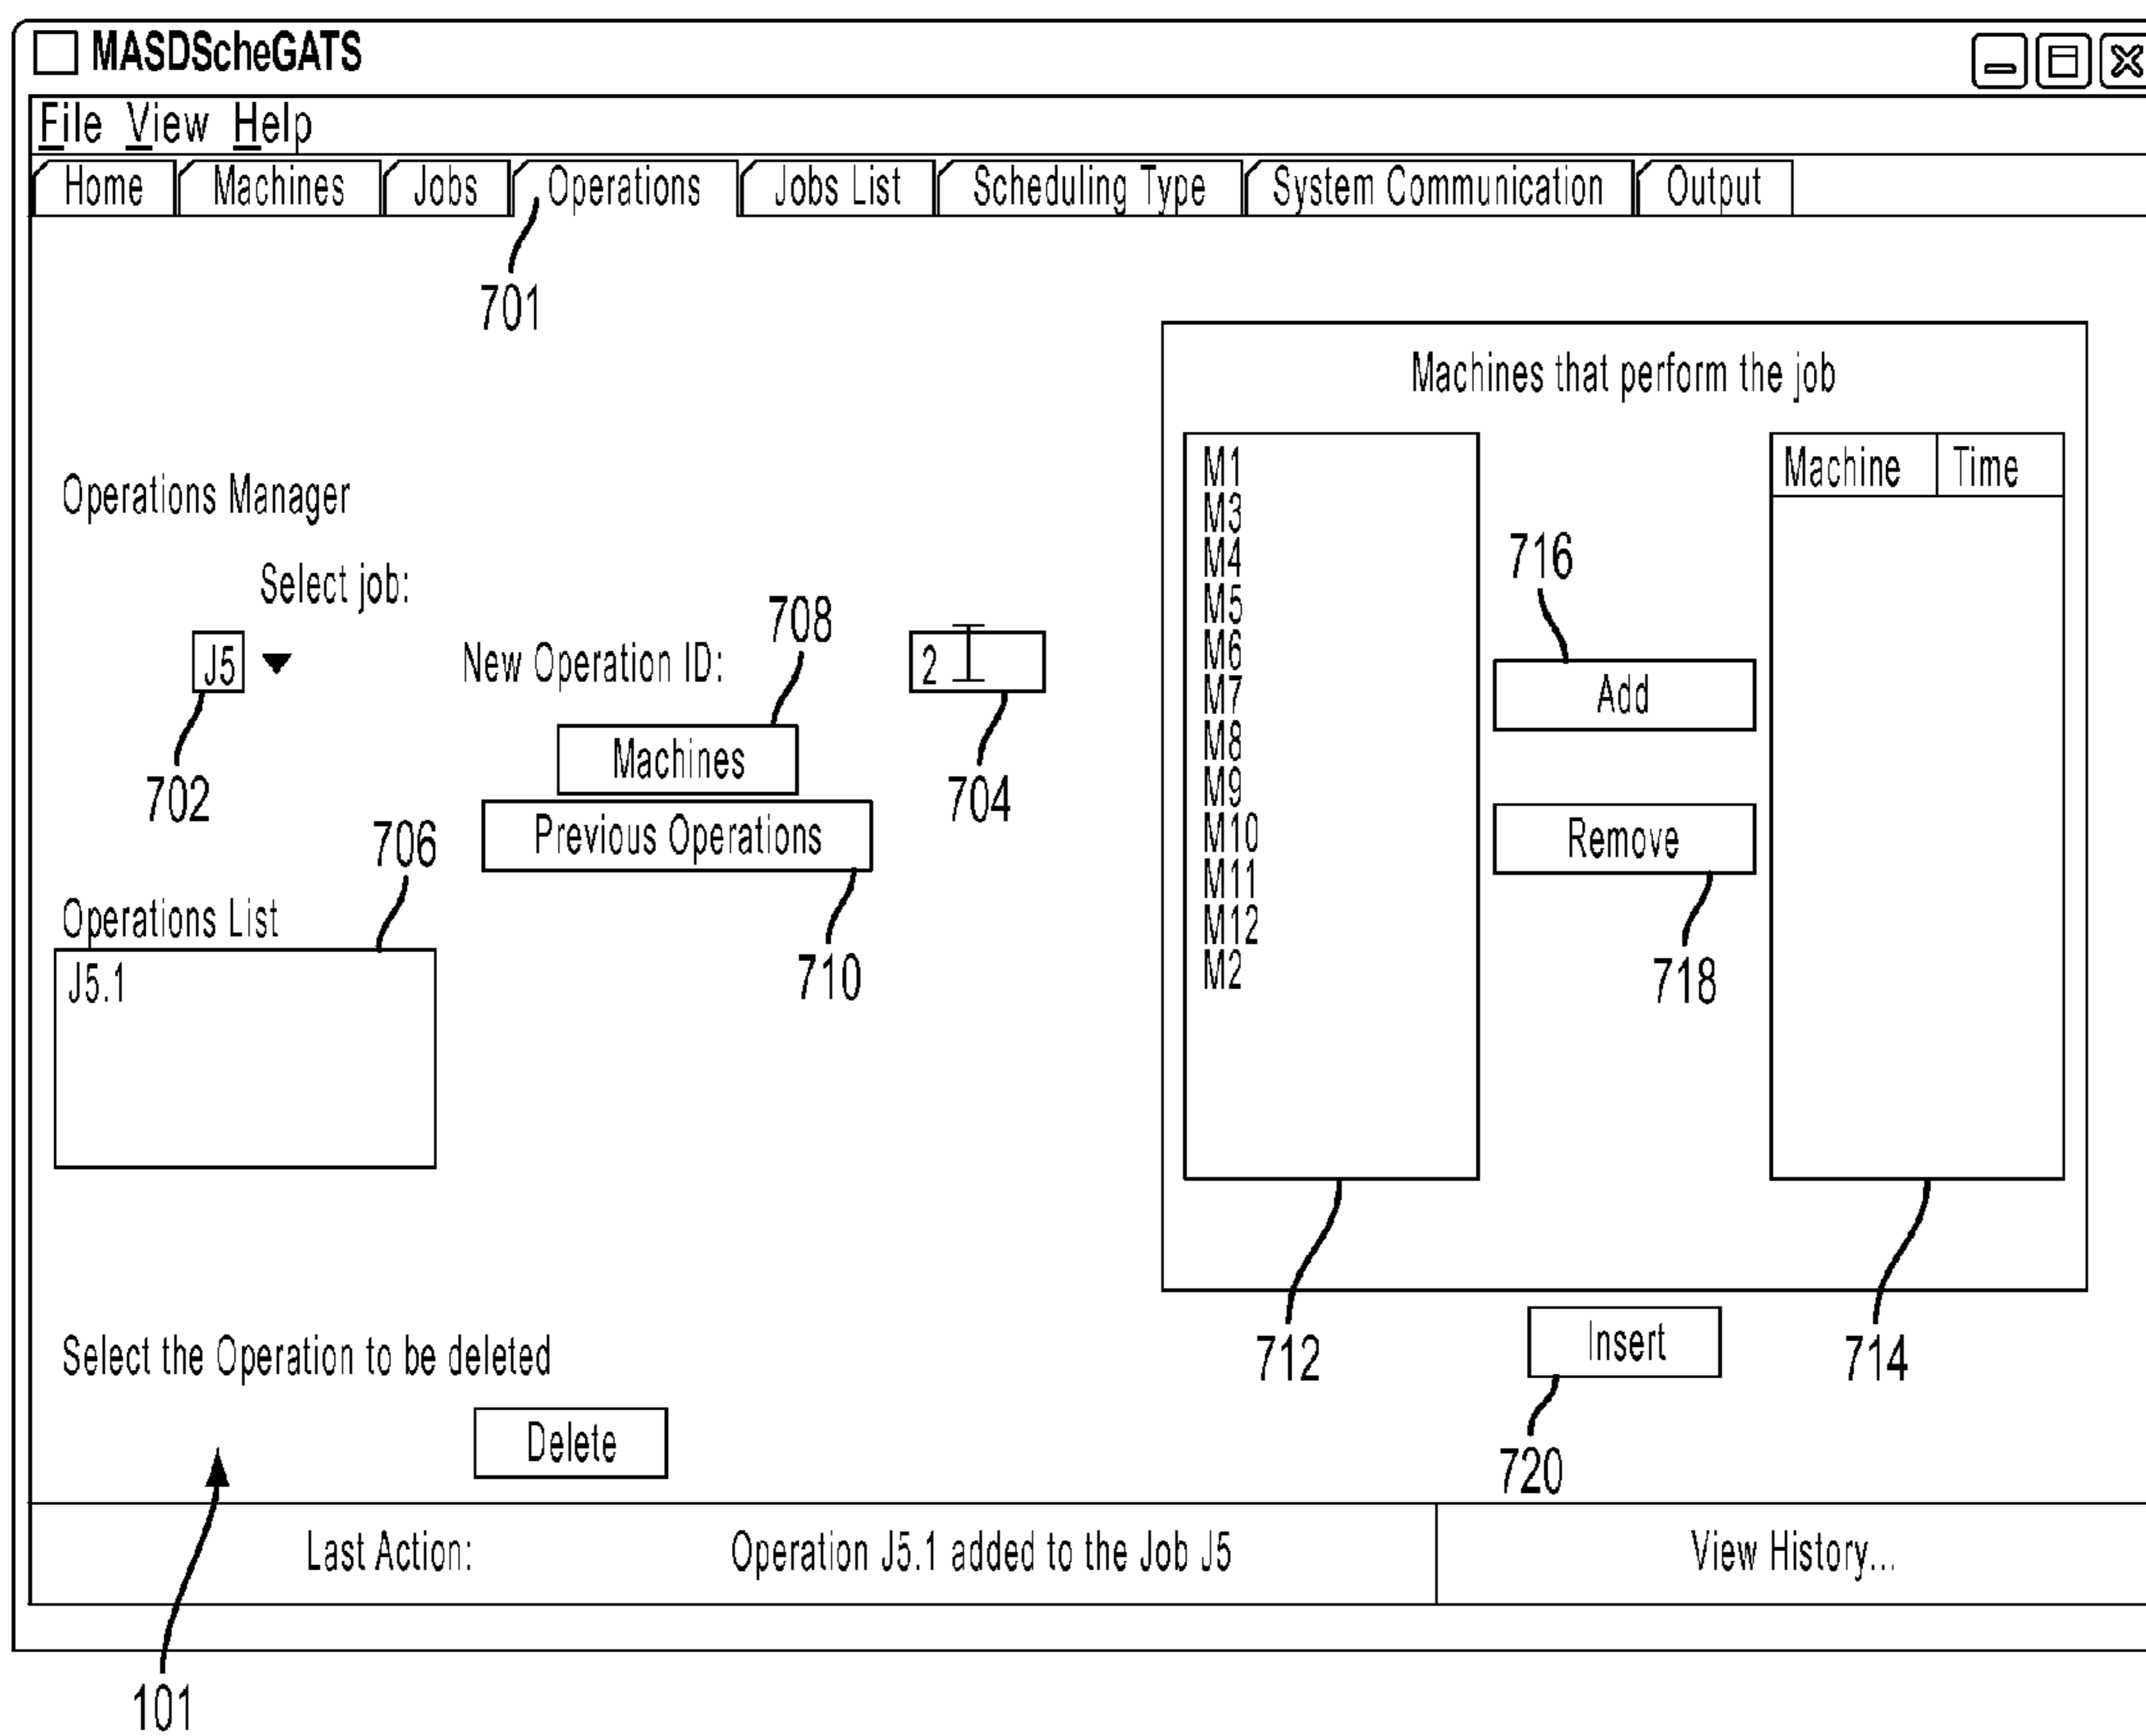 MASDScheGATS
File View Help
Home Machines Jobs Operations Jobs List Scheduling Type System Communication Output
701
Machines that perform the job
Operations Manager
Select job:
J5
702
New Operation ID:
2
704
708
Machines
Previous Operations
710
706
Operations List
J5.1
M1
M3
M4
M5
M6
M7
M8
M9
M10
M11
M12
M2
712
716
Add
Remove
718
Machine Time
714
Insert
720
Select the Operation to be deleted
Delete
Last Action: Operation J5.1 added to the Job J5 View History...
101